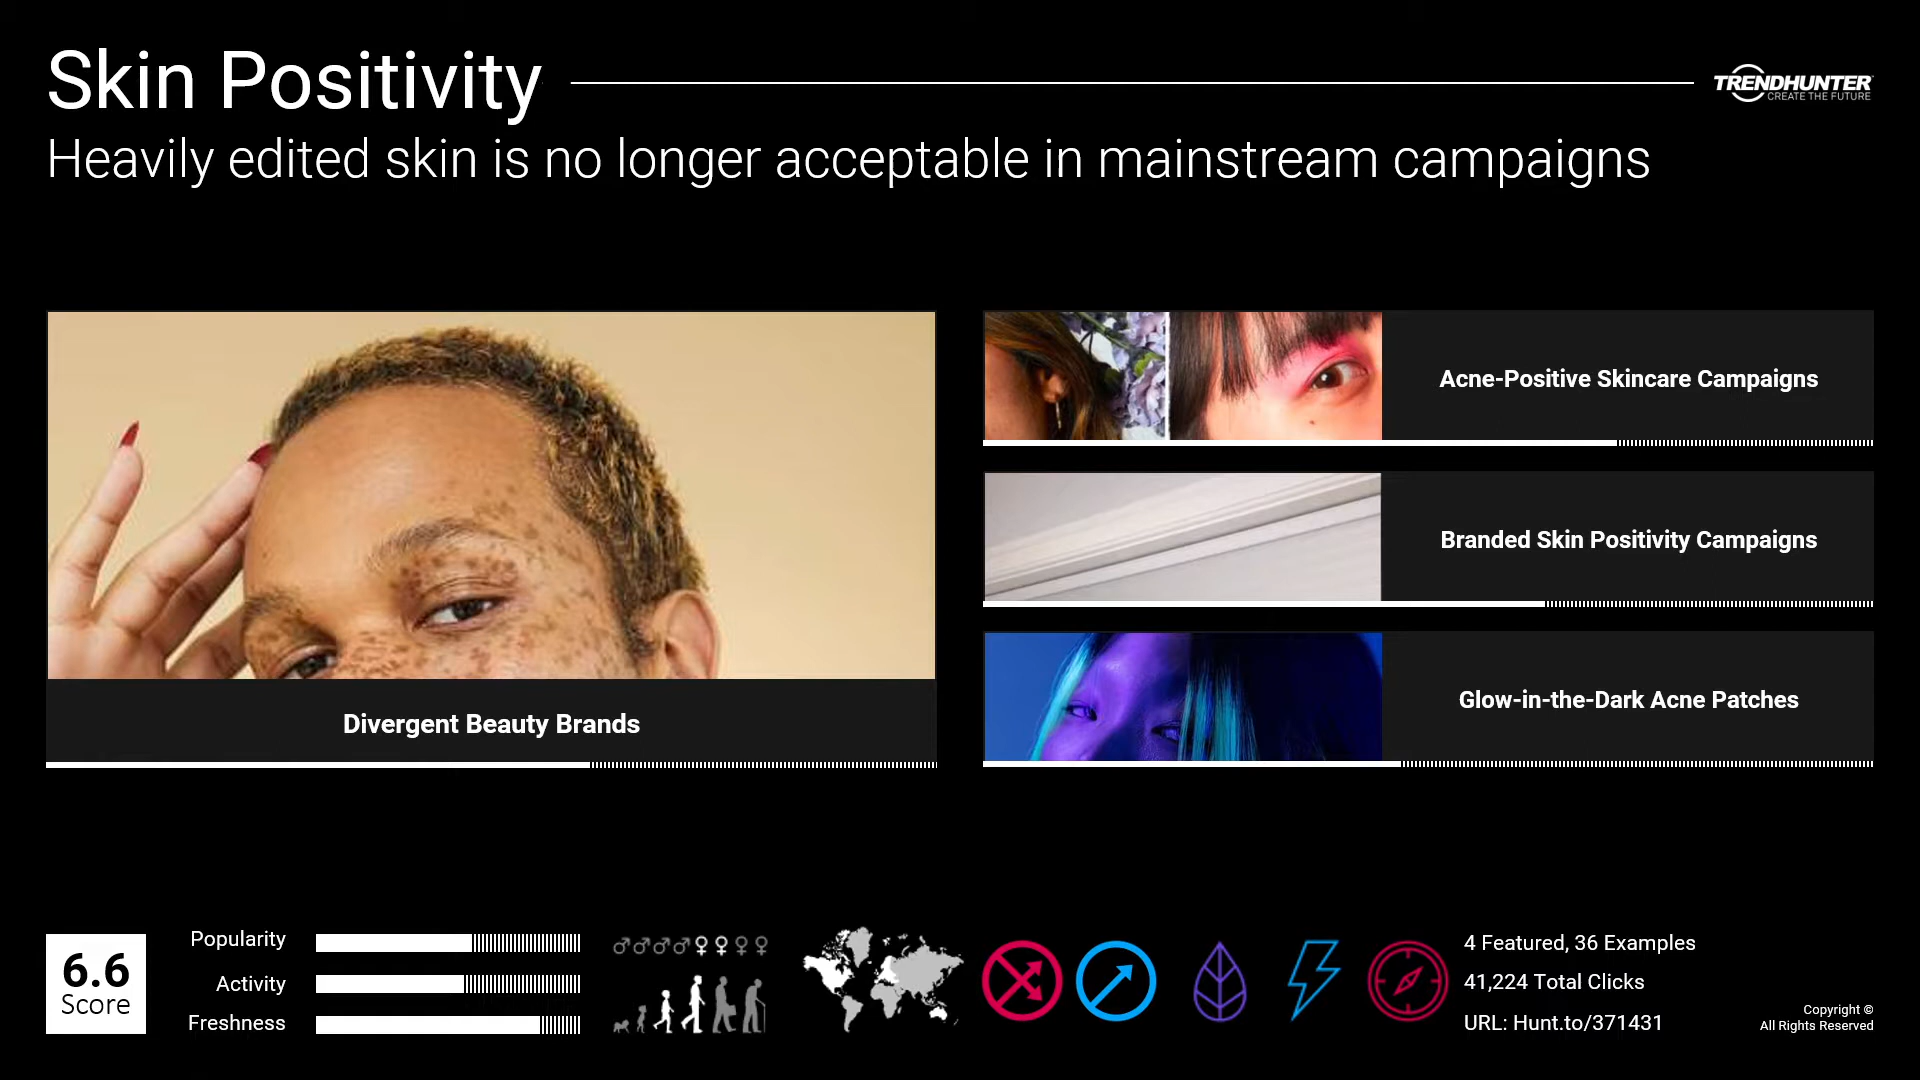 Skin Positivity
TRENDHUNTER
CREATE THE FUTURE
Heavily edited skin is no longer acceptable in mainstream campaigns
Acne-Positive Skincare Campaigns
Branded Skin Positivity Campaigns
Glow-in-the-Dark Acne Patches
Divergent Beauty Brands
6.6
Score
Popularity
Activity
Freshness
4 Featured, 36 Examples
41,224 Total Clicks
URL: Hunt.to/371431
Copyright ©
All Rights Reserved